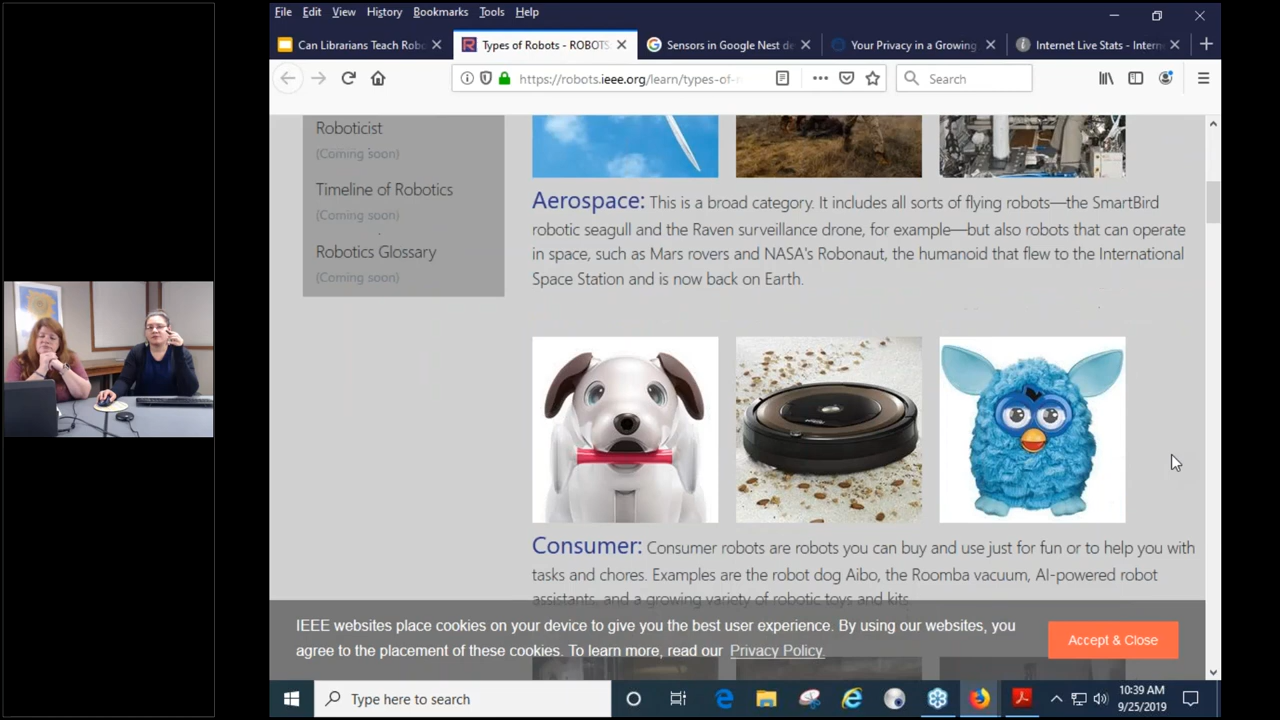 File Edit View History Bookmarks Tools Help
Can Librarians Teach Robo
Types of Robots - ROBOTS
Sensors in Google Nest de
Your Privacy in a Growing
Internet Live Stats - Intern
https://robots.ieee.org/learn/types-of-r
Search
Roboticist
(Coming soon)
Timeline of Robotics
(Coming soon)
Robotics Glossary
(Coming soon)
Aerospace: This is a broad category. It includes all sorts of flying robots—the SmartBird
robotic seagull and the Raven surveillance drone, for example—but also robots that can operate
in space, such as Mars rovers and NASA's Robonaut, the humanoid that flew to the International
Space Station and is now back on Earth.
Consumer: Consumer robots are robots you can buy and use just for fun or to help you with
tasks and chores. Examples are the robot dog Aibo, the Roomba vacuum, AI-powered robot
assistants, and a growing variety of robotic toys and kits.
IEEE websites place cookies on your device to give you the best user experience. By using our websites, you
agree to the placement of these cookies. To learn more, read our Privacy Policy.
Accept & Close
Type here to search
10:39 AM
9/25/2019